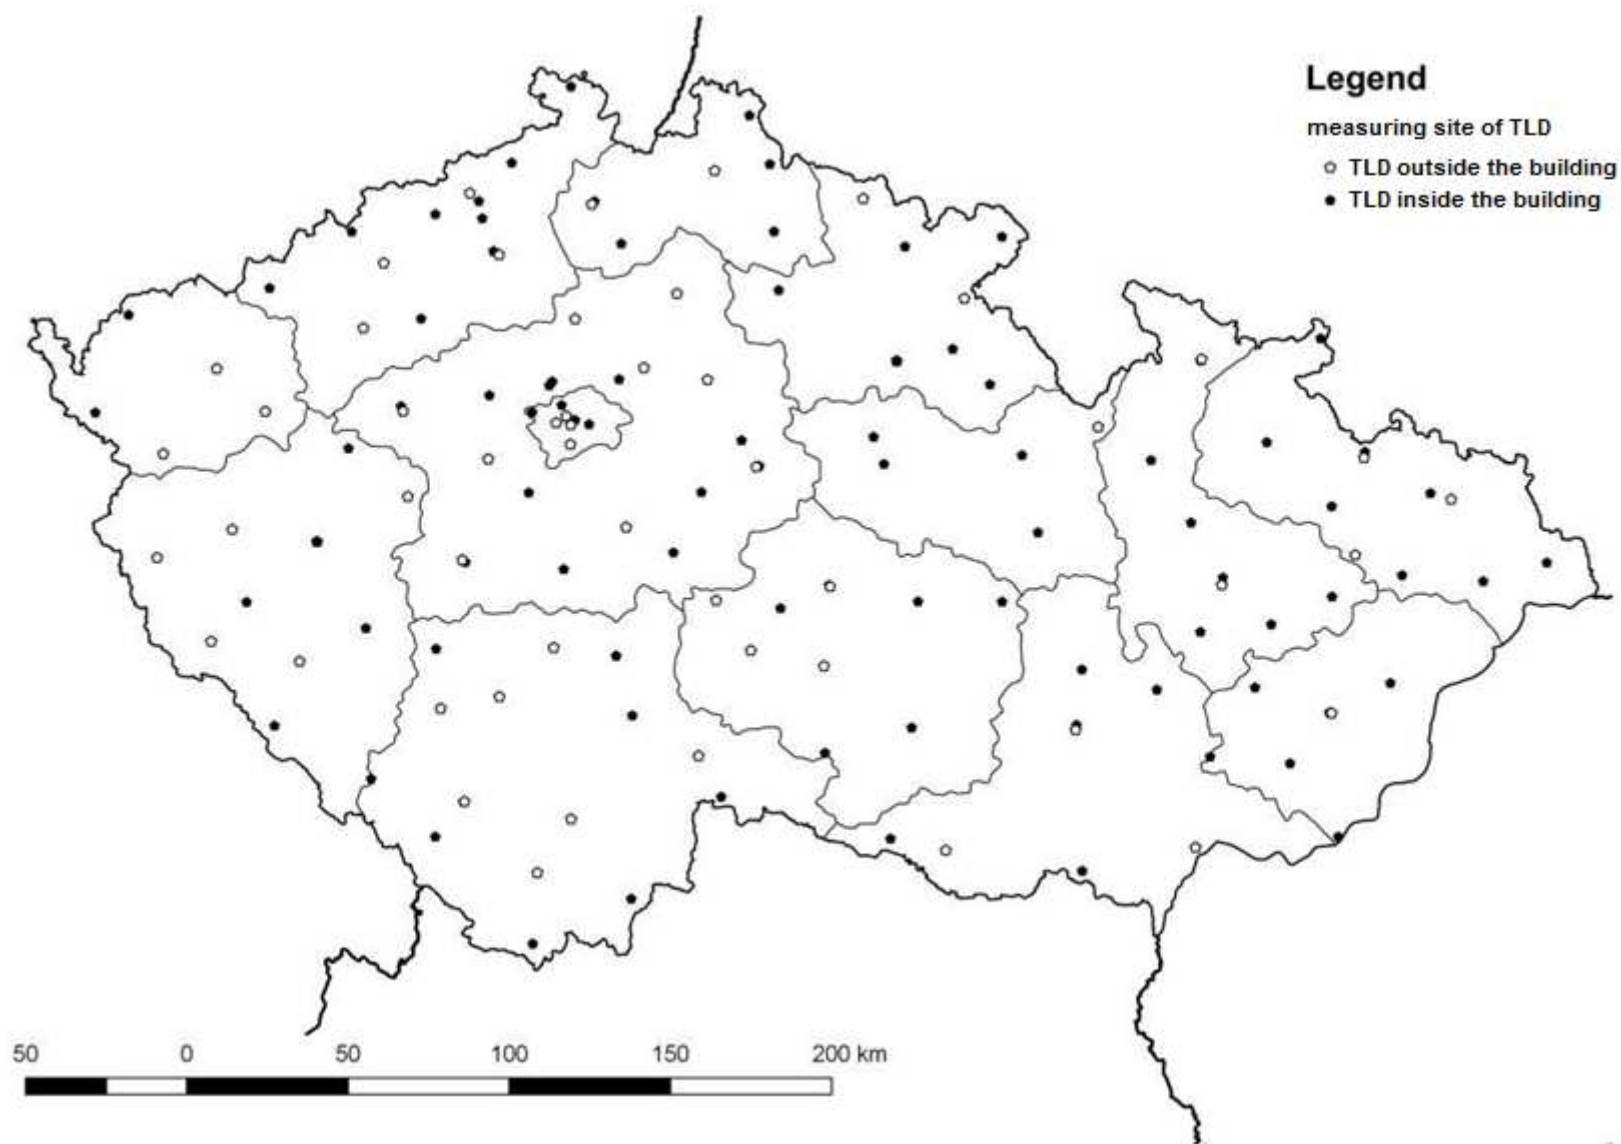 Legend
measuring site of TLD
TLD outside the building
TLD inside the building
50 0 50 100 150 200 km